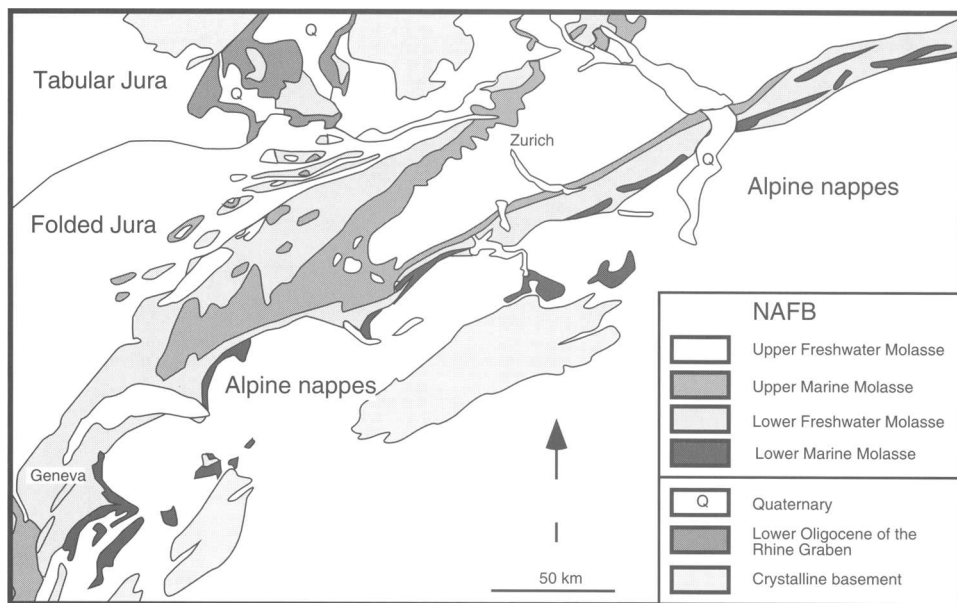 Q
Tabular Jura
Q
Zurich
Q
Alpine nappes
Folded Jura
Alpine nappes
Geneva
50 km
NAFB
Upper Freshwater Molasse
Upper Marine Molasse
Lower Freshwater Molasse
Lower Marine Molasse
Q
Quaternary
Lower Oligocene of the
Rhine Graben
Crystalline basement